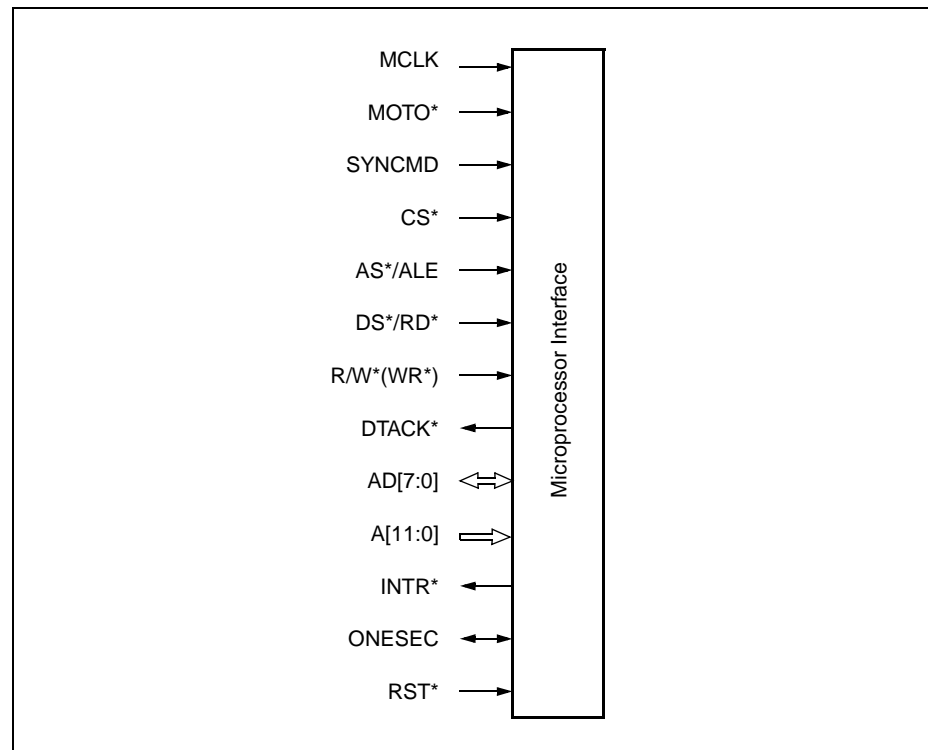 MCLK
MOTO*
SYNCMD
CS*
AS*/ALE
DS*/RD*
R/W*(WR*)
DTACK*
AD[7:0]
A[11:0]
INTR*
ONESEC
RST*
Microprocessor Interface